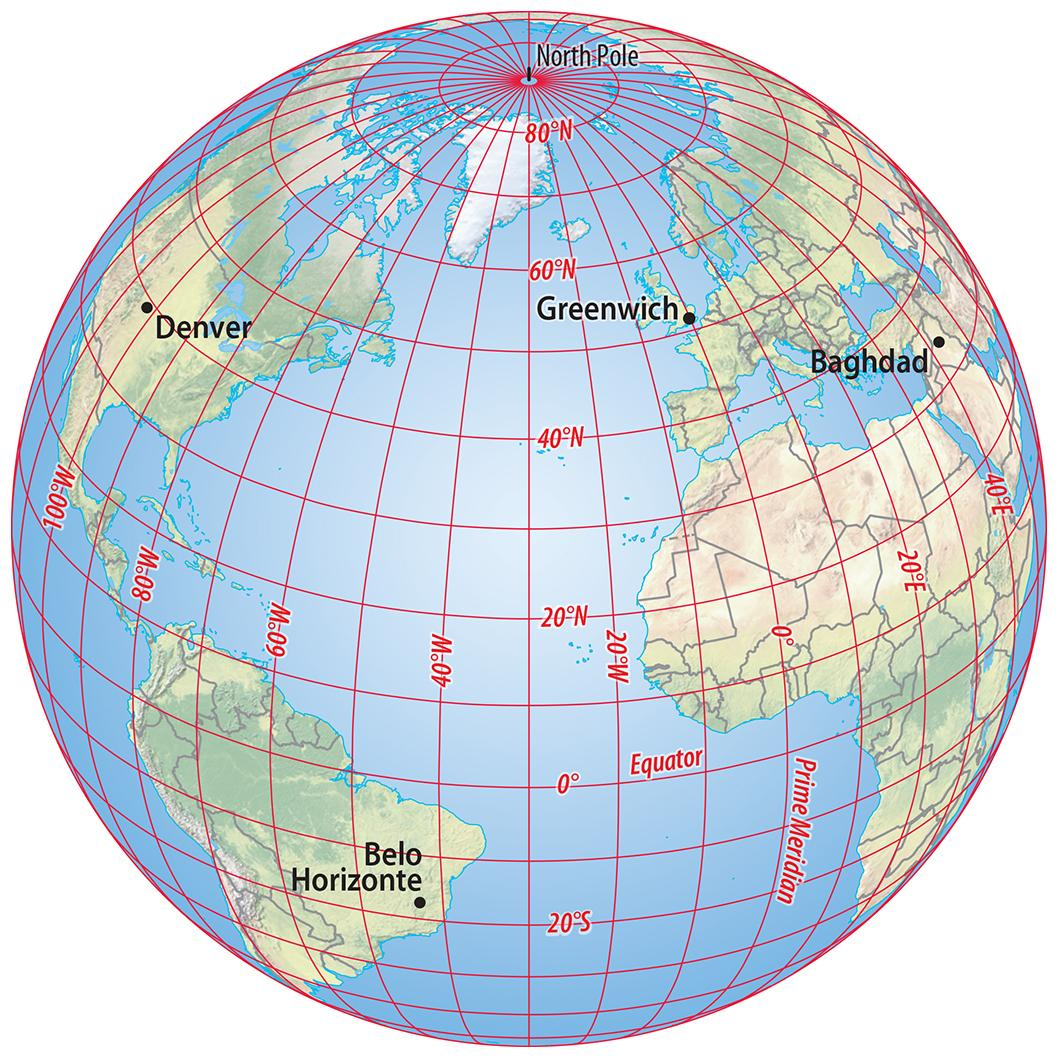 North Pole
80°N
60°N
Greenwich
Denver
Baghdad
40°N
100°W
40°E
80°W
20°E
60°W
20°N
40°W
20°W
0°
Equator
0°
Prime Meridian
Belo
Horizonte
20°S